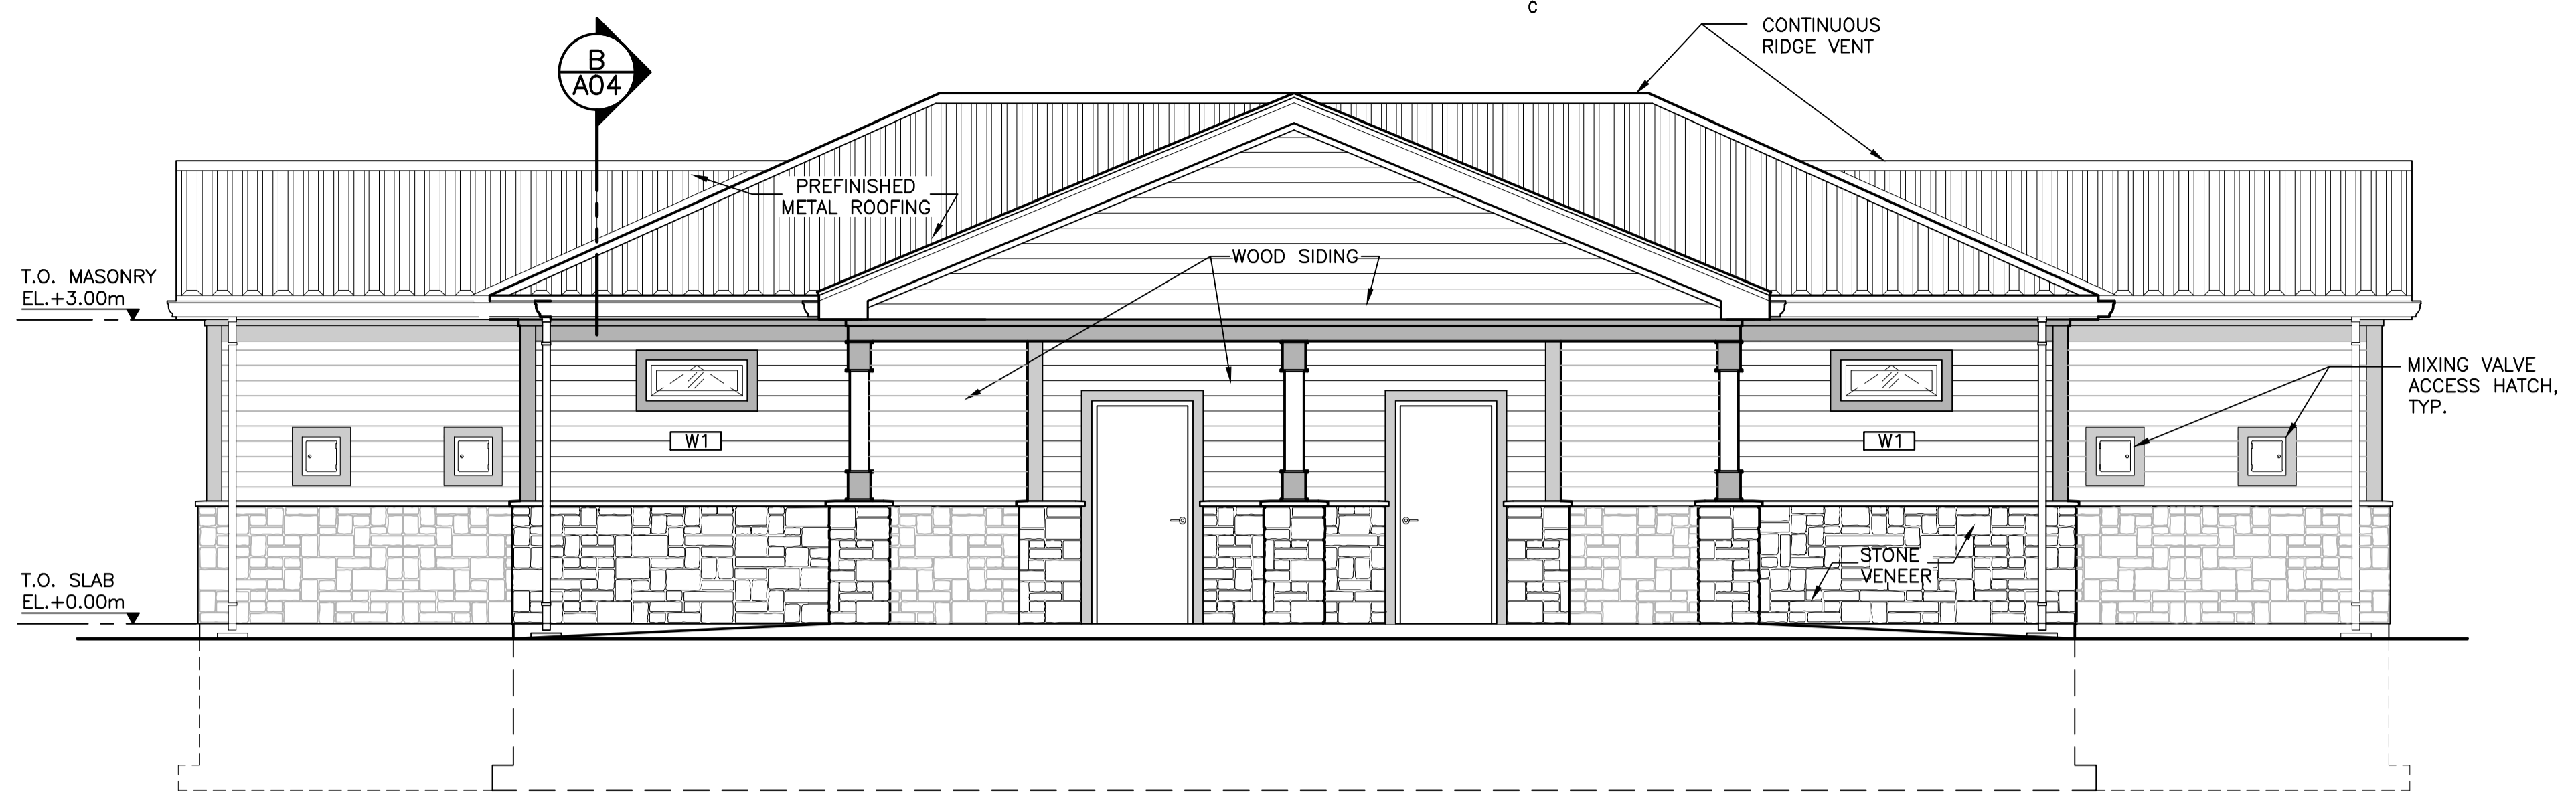 C
CONTINUOUS
RIDGE VENT
B
A04
PREFINISHED
METAL ROOFING
WOOD SIDING
T.O. MASONRY
EL.+3.00m
MIXING VALVE
ACCESS HATCH,
TYP.
W1
W1
STONE
VENEER
T.O. SLAB
EL.+0.00m